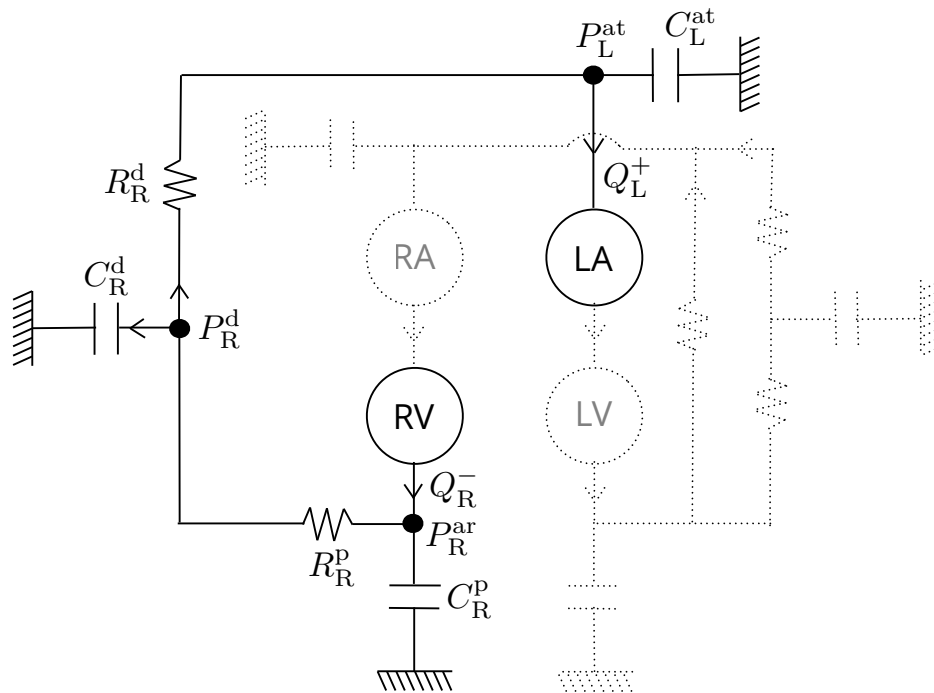 P_L^at
C_L^at
R_R^d
Q_L^+
RA
LA
C_R^d
P_R^d
RV
LV
Q_R^-
P_R^ar
R_R^p
C_R^p